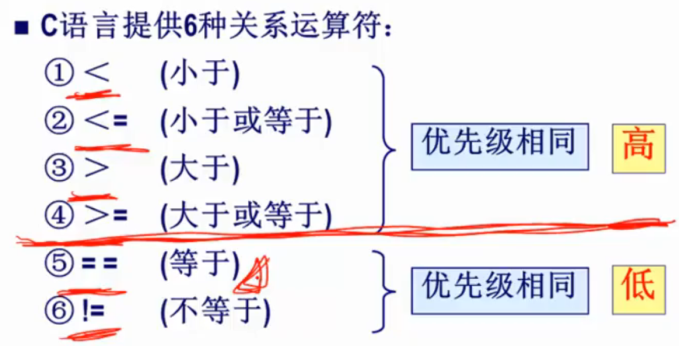 ■ C语言提供6种关系运算符:
① < (小于)
② <= (小于或等于)
③ > (大于)
④ >= (大于或等于)
优先级相同 高
⑤ == (等于)
⑥ != (不等于)
优先级相同 低